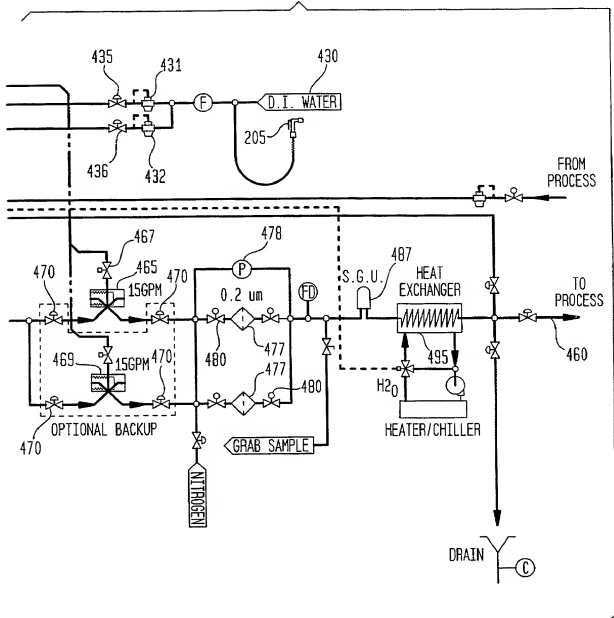 435
431
430
F
D.I. WATER
205
436
432
FROM
PROCESS
467
478
487
470
465
15GPM
470
P
S.G.U.
HEAT
EXCHANGER
0.2 um
FD
TO
PROCESS
480
477
460
469
15GPM
470
477
480
495
H2O
470
OPTIONAL BACKUP
HEATER/CHILLER
GRAB SAMPLE
NITROGEN
DRAIN
C